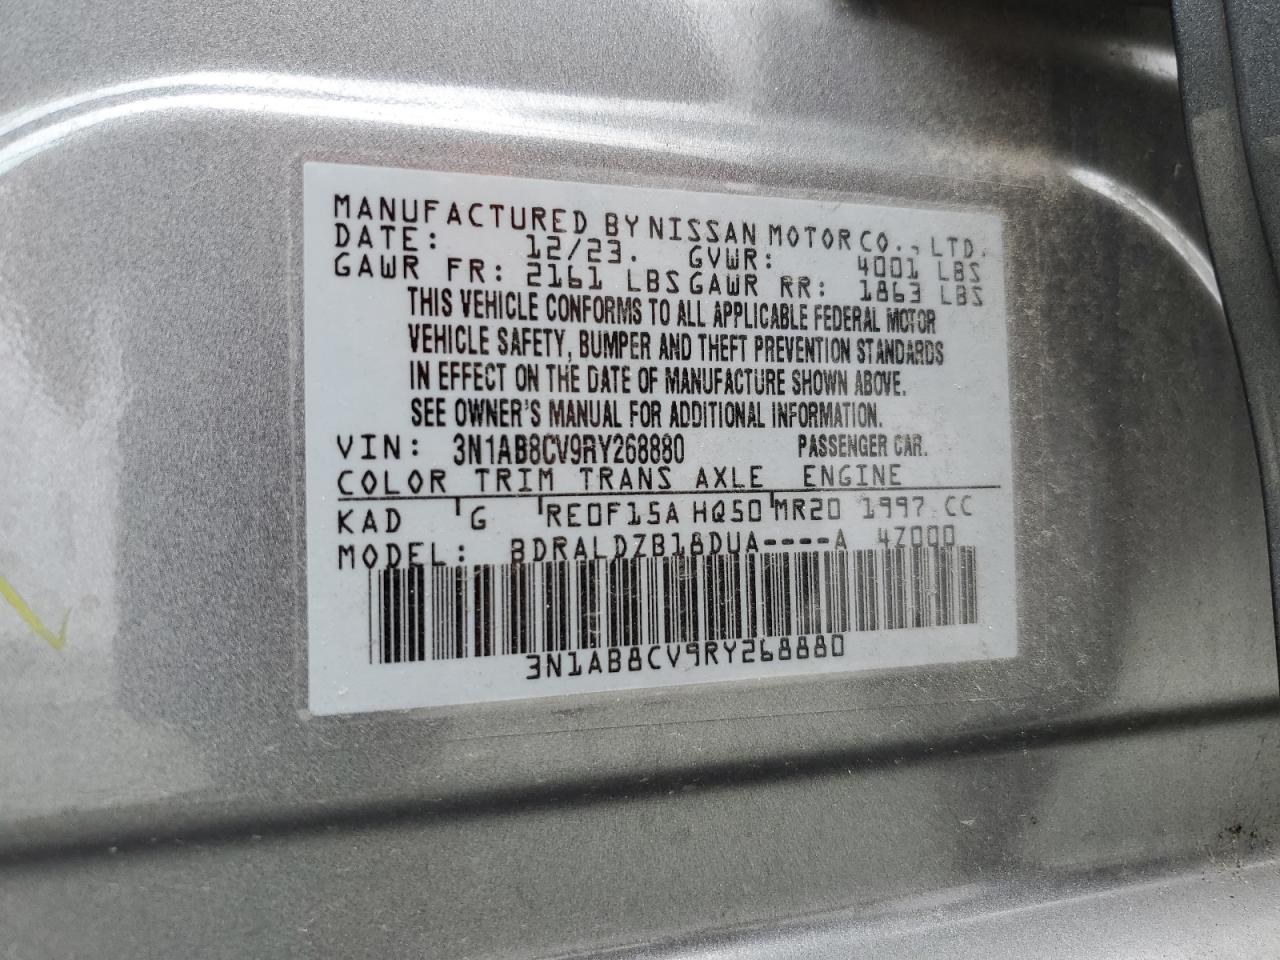 MANUFACTURED BY NISSAN MOTOR CO., LTD.
DATE: 12/23. GVWR: 4001 LBS
GAWR FR: 2161 LBS GAWR RR: 1863 LBS
THIS VEHICLE CONFORMS TO ALL APPLICABLE FEDERAL MOTOR
VEHICLE SAFETY, BUMPER AND THEFT PREVENTION STANDARDS
IN EFFECT ON THE DATE OF MANUFACTURE SHOWN ABOVE.
SEE OWNER'S MANUAL FOR ADDITIONAL INFORMATION.
VIN: 3N1AB8CV9RY268880 PASSENGER CAR.
COLOR TRIM TRANS AXLE ENGINE
KAD G RE0F15A HQ50 MR20 1997 CC
MODEL: BDRALDZB18DUA----A 4Z000
3N1AB8CV9RY268880